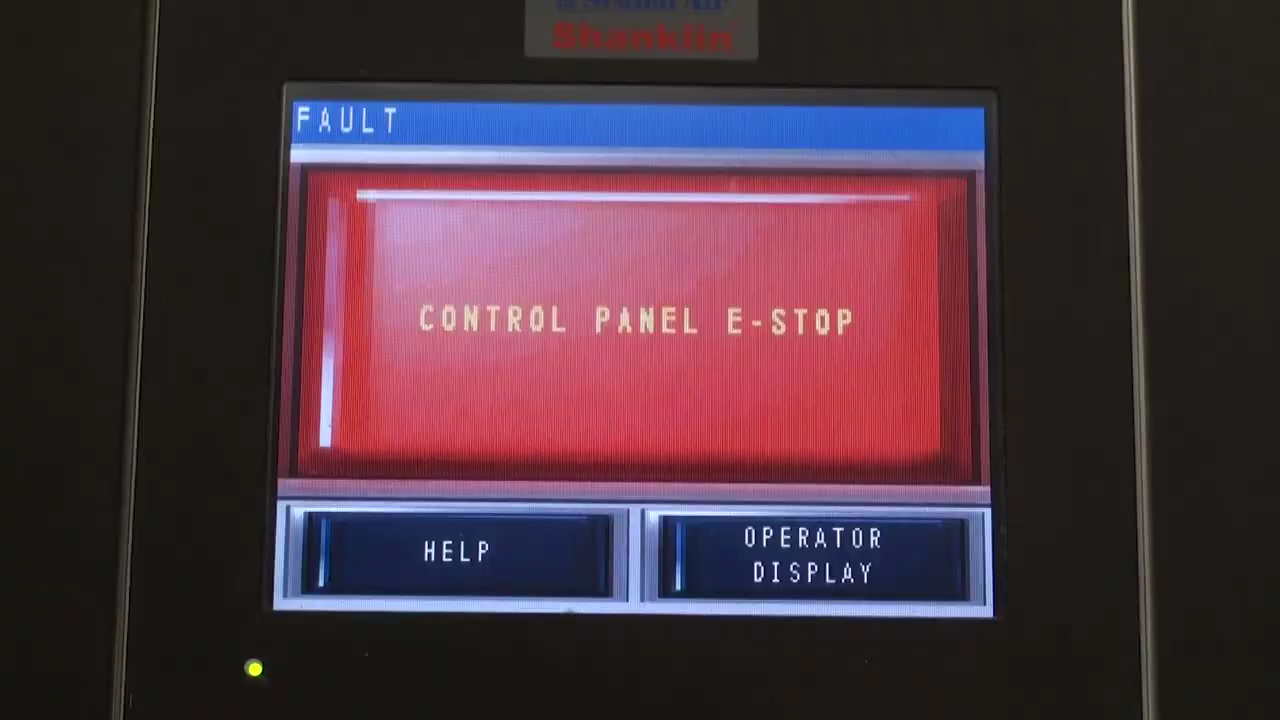 Shanklin
FAULT
CONTROL PANEL E-STOP
HELP
OPERATOR
DISPLAY